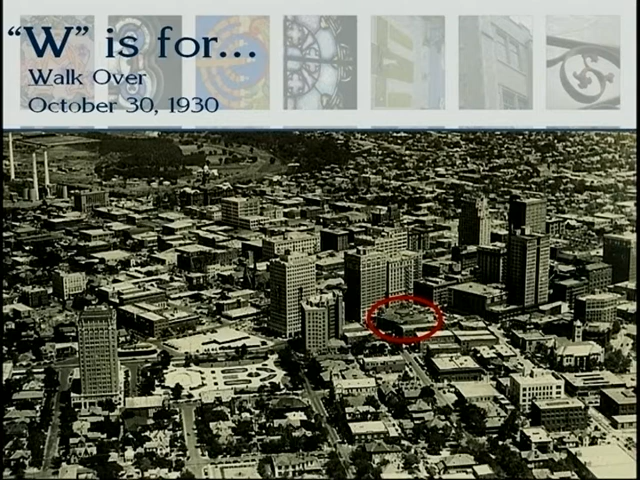 “W” is for...
Walk Over
October 30, 1930